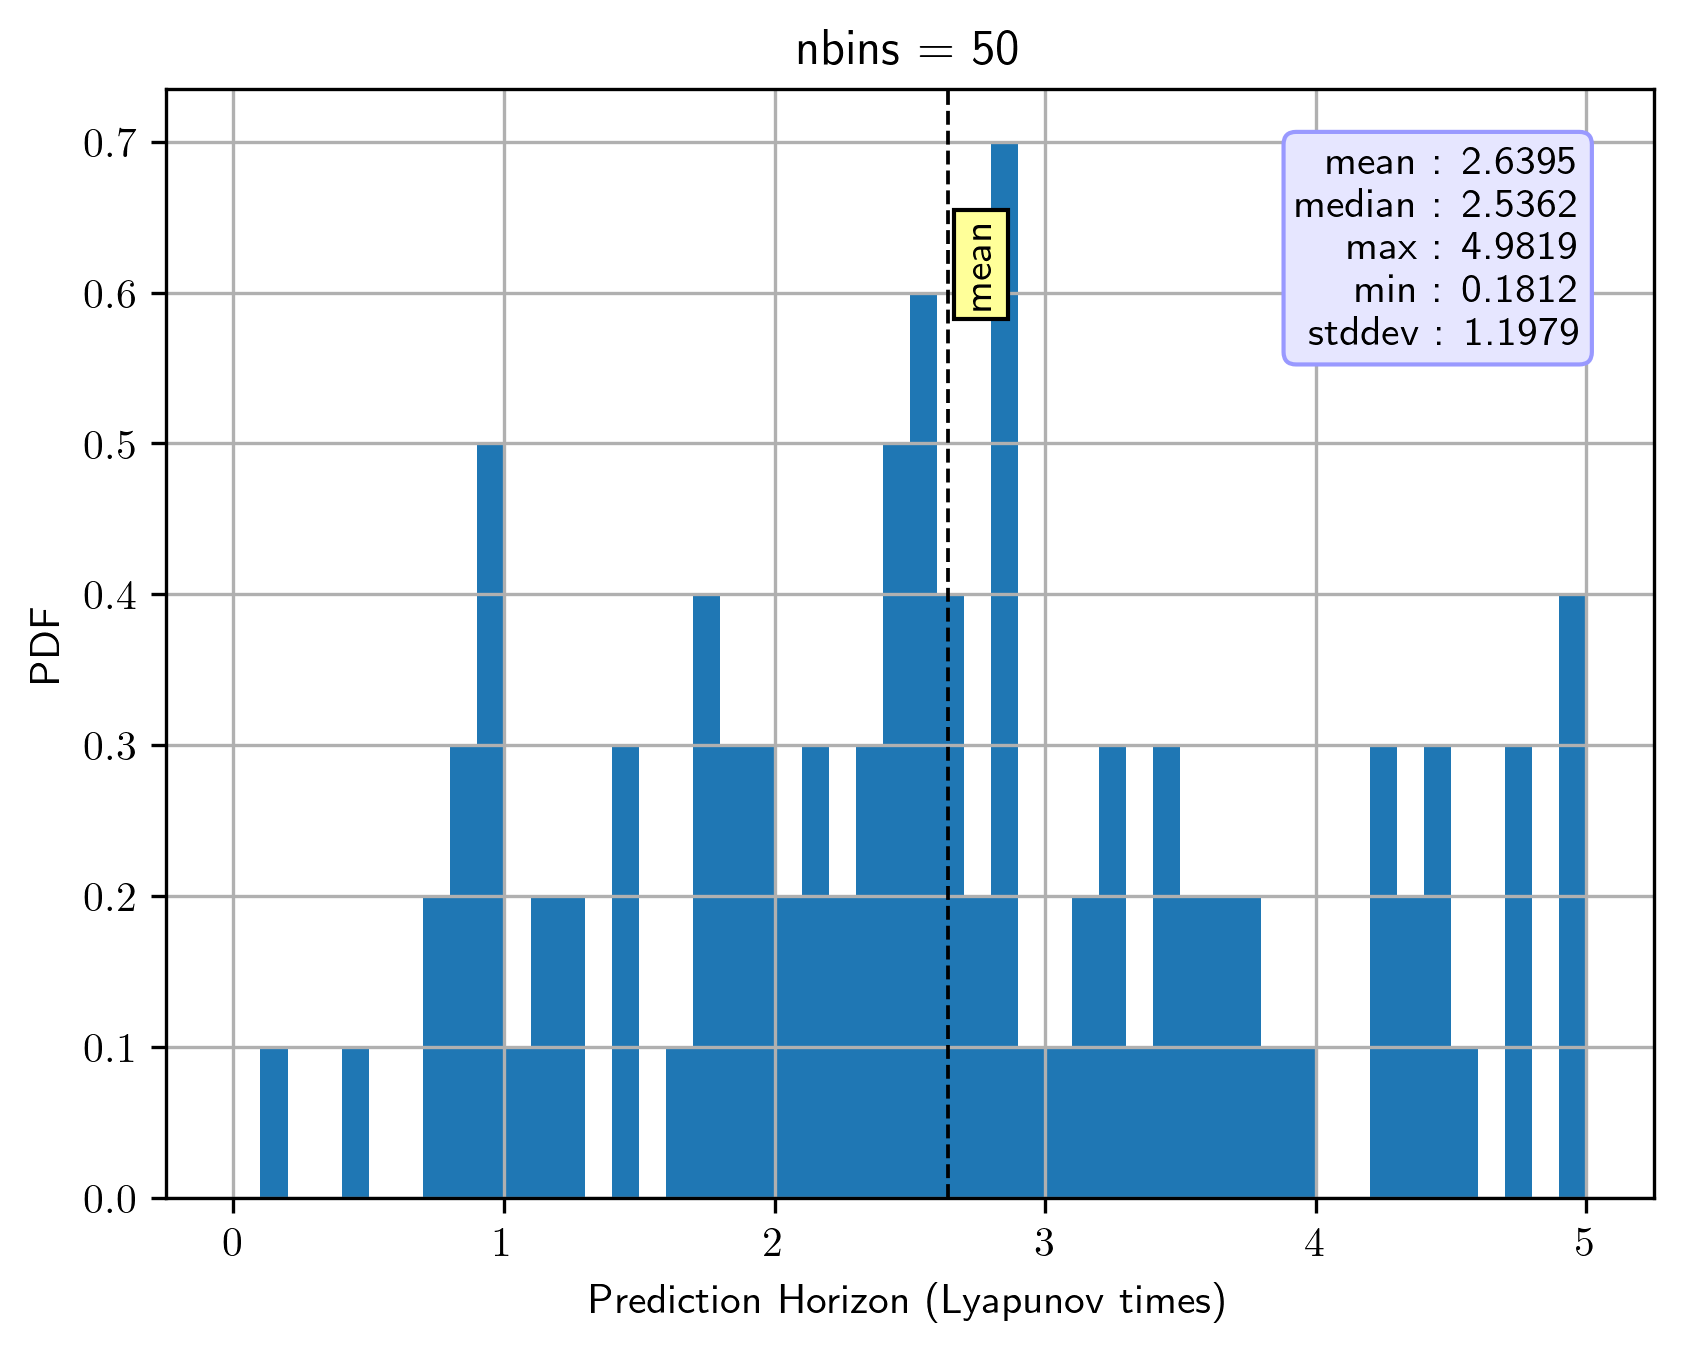 nbins = 50
0.7
0.6
0.5
0.4
0.3
0.2
0.1
0.0
PDF
mean
mean : 2.6395
median : 2.5362
max : 4.9819
min : 0.1812
stddev : 1.1979
0 1 2 3 4 5
Prediction Horizon (Lyapunov times)